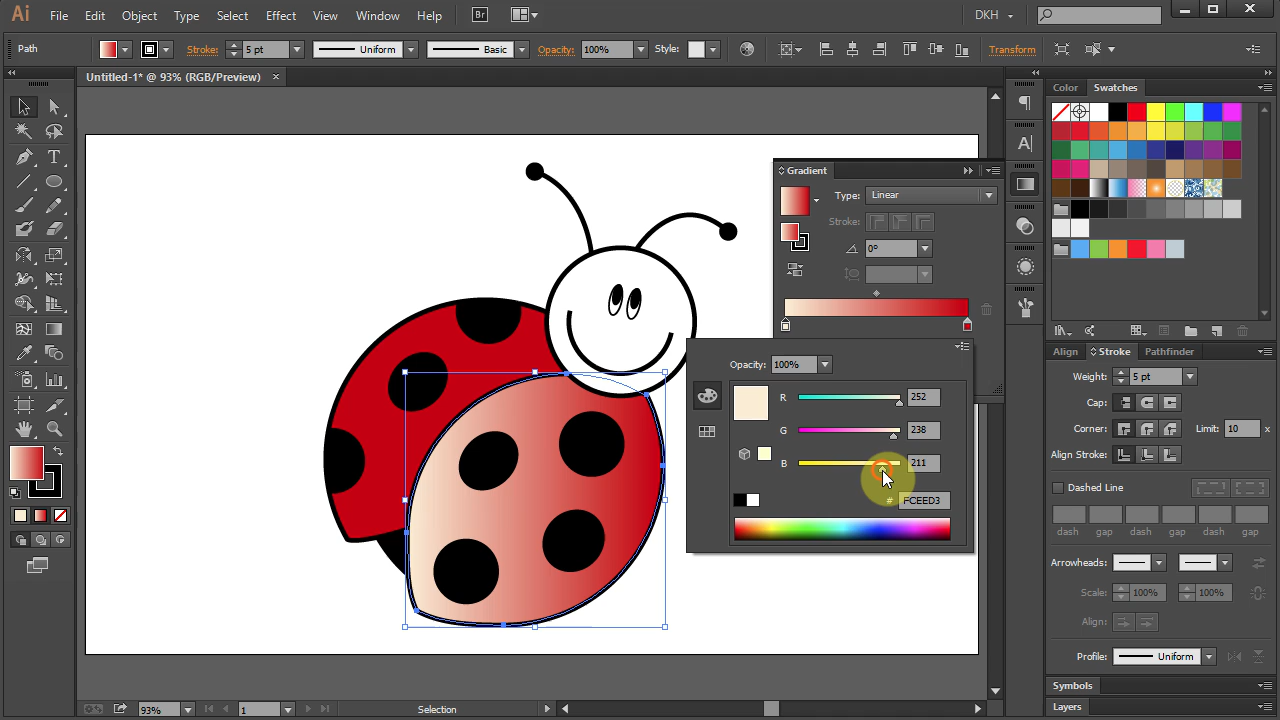 Ai File Edit Object Type Select Effect View Window Help Br DKH
Path Stroke: 5 pt Uniform Basic Opacity: 100% Style: Transform
Untitled-1* @ 93% (RGB/Preview) ×
Color Swatches
Gradient
Type: Linear
Stroke:
0°
Opacity: 100%
R 252
G 238
B 211
# FCEED3
Align Stroke Pathfinder
Weight: 5 pt
Cap:
Corner: Limit: 10 x
Align Stroke:
Dashed Line
dash gap dash gap dash gap
Arrowheads:
Scale: 100% 100%
Align:
Profile: Uniform
Symbols
Layers
93% 1 Selection